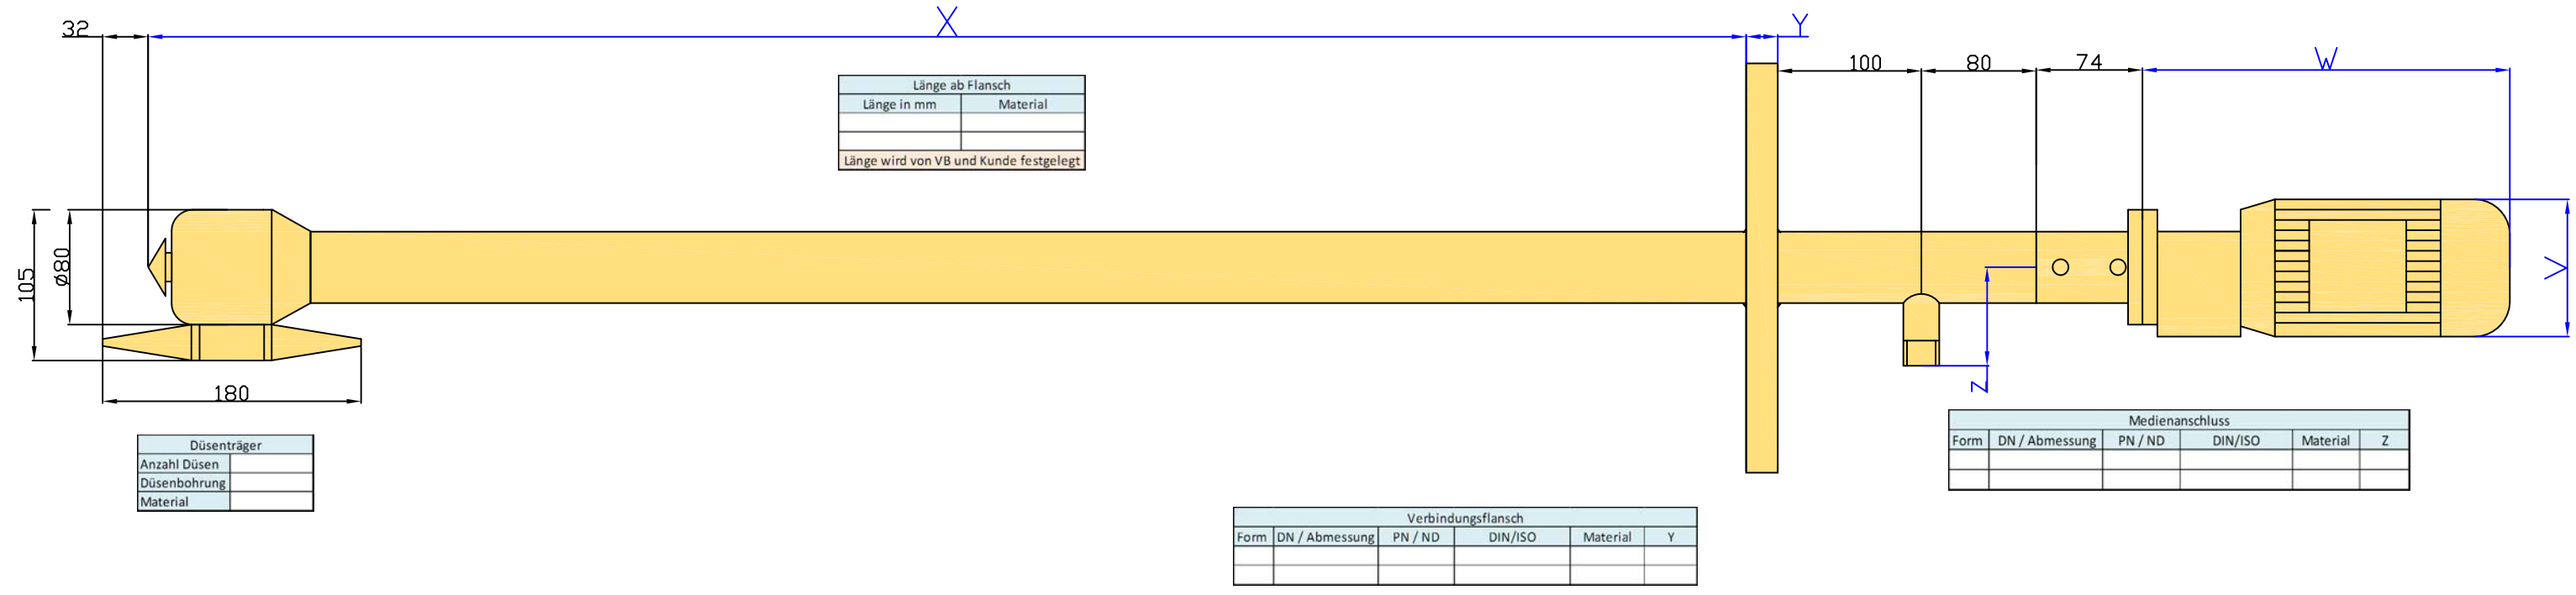 32
X
Y
100
80
74
W
Länge ab Flansch
Länge in mm Material
Länge wird von VB und Kunde festgelegt
105
ø80
V
Z
180
Düsenträger
Anzahl Düsen
Düsenbohrung
Material
Medienanschluss
Form DN / Abmessung PN / ND DIN/ISO Material Z
Verbindungsflansch
Form DN / Abmessung PN / ND DIN/ISO Material Y